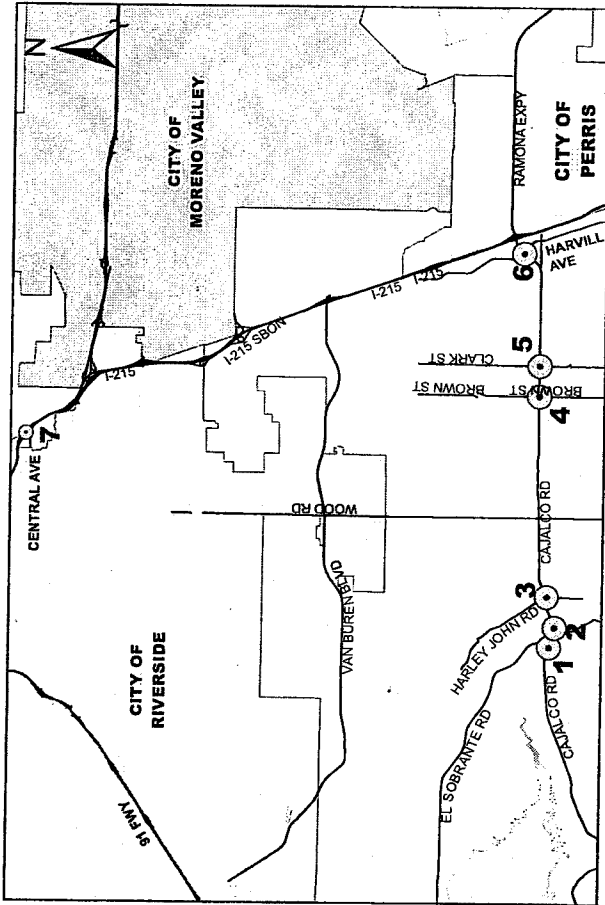 N
CITY OF
MORENO VALLEY
RAMONA EXPY
CITY OF
PERRIS
HARVILL
AVE
6
I-215
I-215
I-215 SBON
I-215
CLARK ST
5
BROWN ST
BROWN ST
4
7
CENTRAL AVE
WOOD RD
CAJALCO RD
VAN BUREN BLVD
CITY OF
RIVERSIDE
3
HARLEY JOHN RD
2
1
EL SOBRANTE RD
CAJALCO RD
91 FWY